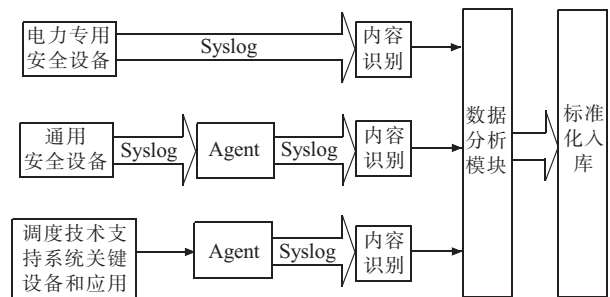 电力专用
安全设备
Syslog
内容
识别
通用
安全设备
Syslog
Agent
Syslog
内容
识别
调度技术支
持系统关键
设备和应用
Agent
Syslog
内容
识别
数据
分析
模块
标准
化入
库